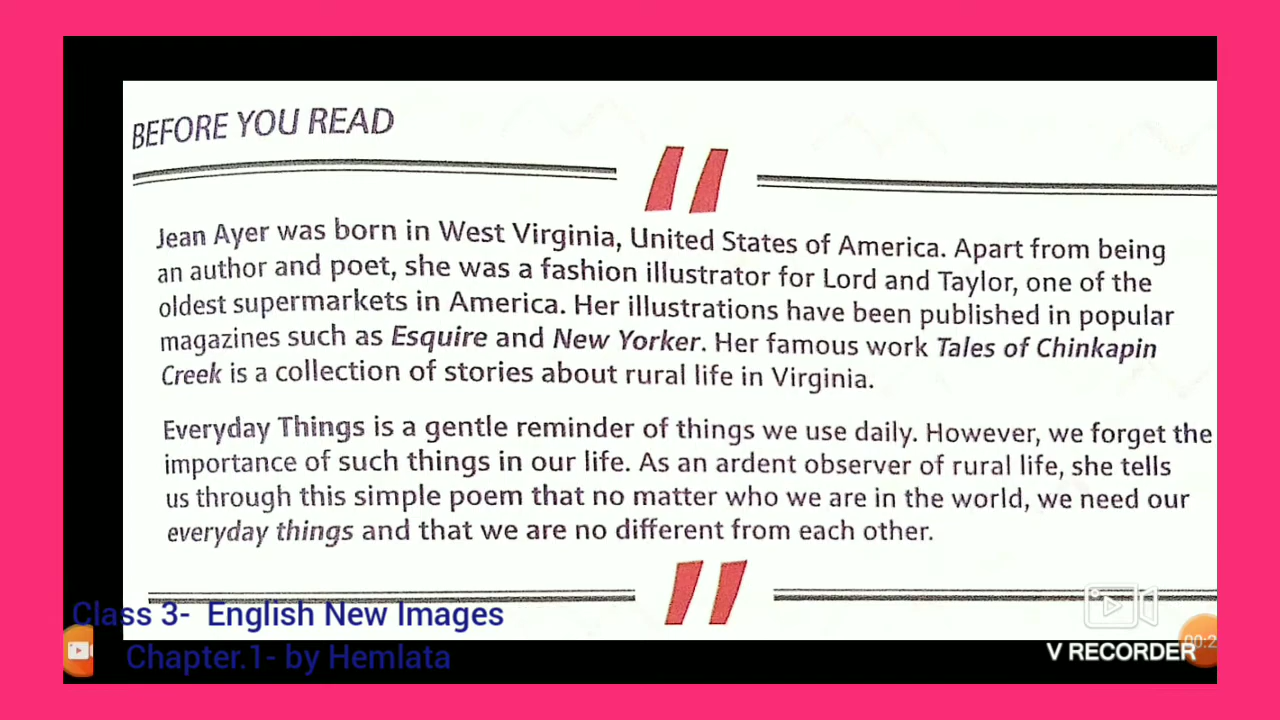 BEFORE YOU READ
Jean Ayer was born in West Virginia, United States of America. Apart from being
an author and poet, she was a fashion illustrator for Lord and Taylor, one of the
oldest supermarkets in America. Her illustrations have been published in popular
magazines such as Esquire and New Yorker. Her famous work Tales of Chinkapin
Creek is a collection of stories about rural life in Virginia.
Everyday Things is a gentle reminder of things we use daily. However, we forget the
importance of such things in our life. As an ardent observer of rural life, she tells
us through this simple poem that no matter who we are in the world, we need our
everyday things and that we are no different from each other.
Class 3- English New Images
Chapter.1- by Hemlata
V RECORDER